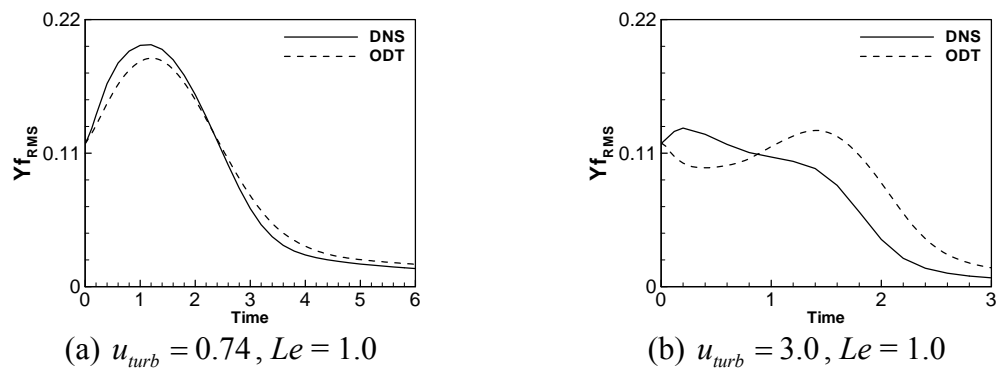 0.22
DNS
ODT
Yf_RMS
0.11
0
0 1 2 3 4 5 6
Time
(a) u_turb = 0.74, Le = 1.0
0.22
DNS
ODT
Yf_RMS
0.11
0
0 1 2 3
Time
(b) u_turb = 3.0, Le = 1.0